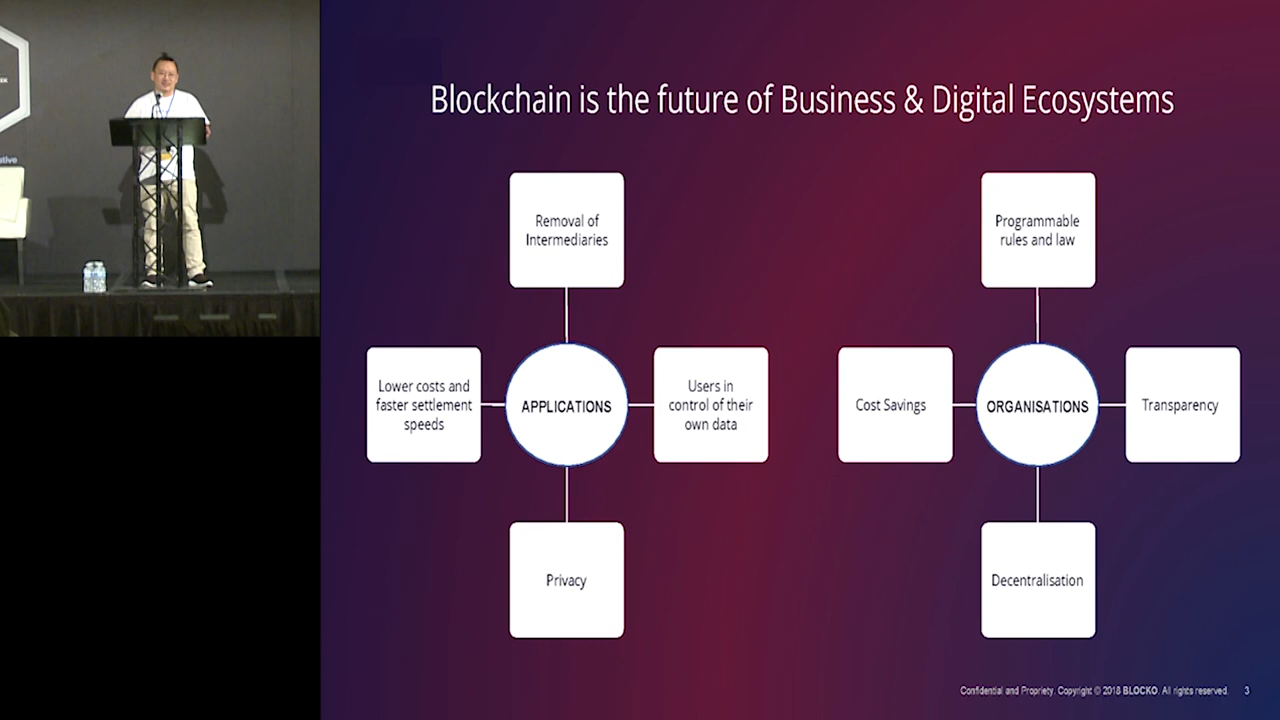 Blockchain is the future of Business & Digital Ecosystems
Removal of
Intermediaries
Lower costs and
faster settlement
speeds
APPLICATIONS
Users in
control of their
own data
Privacy
Programmable
rules and law
Cost Savings
ORGANISATIONS
Transparency
Decentralisation
Confidential and Propriety. Copyright © 2018 BLOCKO. All rights reserved. 3